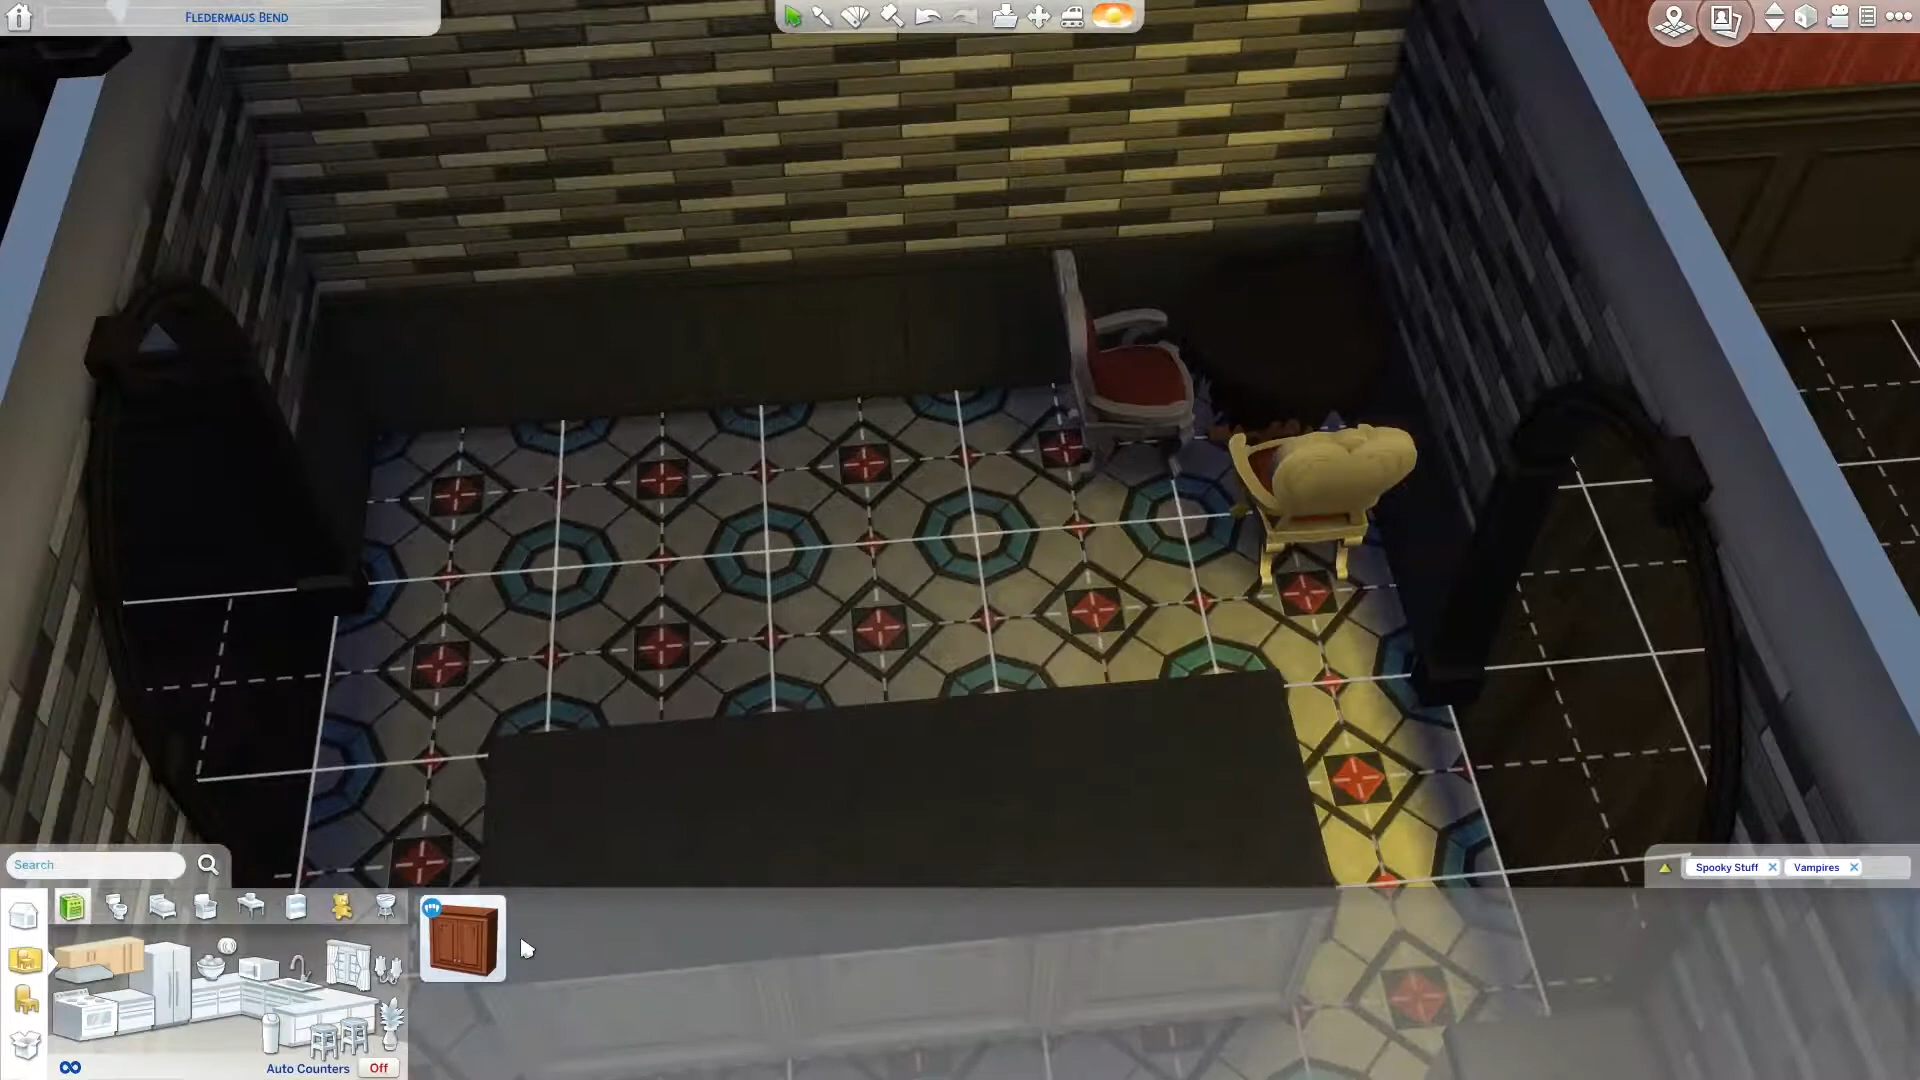 Fledermaus Bend
Search
Spooky Stuff
Vampires
Auto Counters
Off